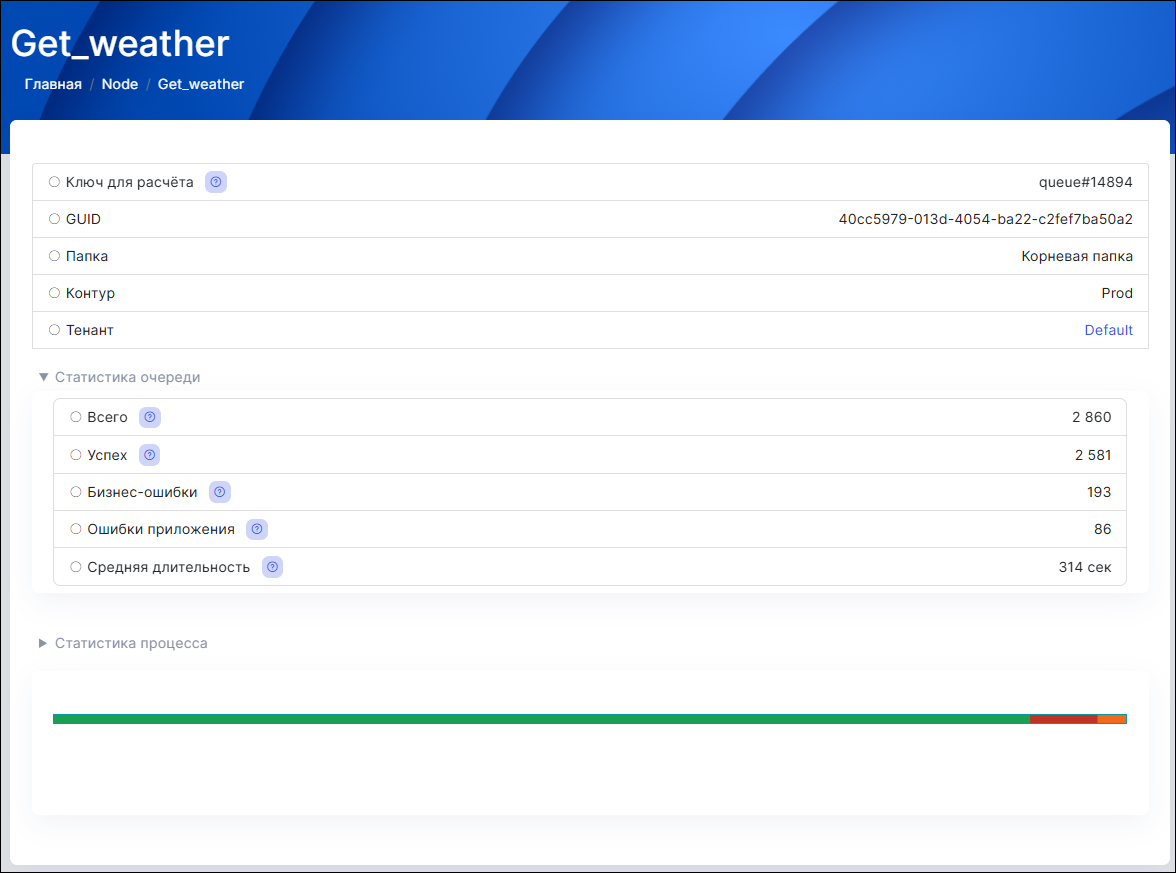 Get_weather
Главная / Node / Get_weather
Ключ для расчёта queue#14894
GUID 40cc5979-013d-4054-ba22-c2fef7ba50a2
Папка Корневая папка
Контур Prod
Тенант Default
Статистика очереди
Всего 2 860
Успех 2 581
Бизнес-ошибки 193
Ошибки приложения 86
Средняя длительность 314 сек
Статистика процесса